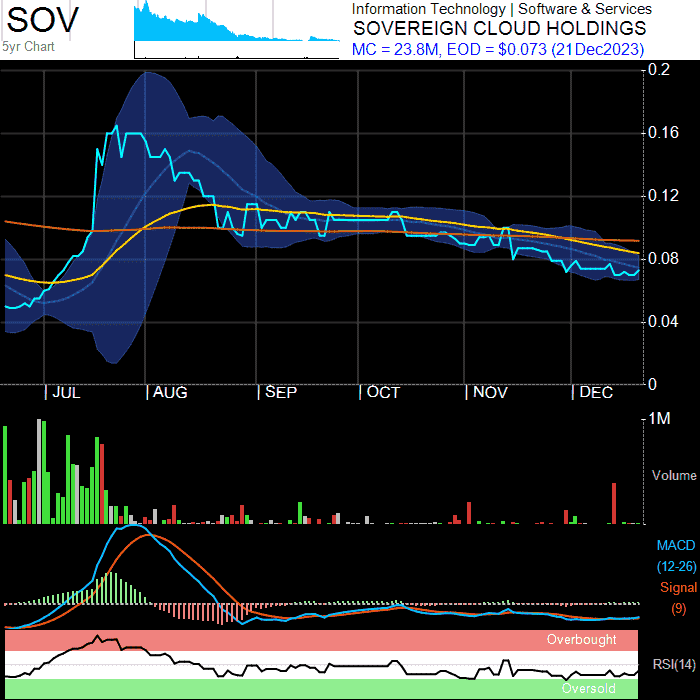 SOV
5yr Chart
Information Technology | Software & Services
SOVEREIGN CLOUD HOLDINGS
MC = 23.8M, EOD = $0.073 (21Dec2023)
0.2
0.16
0.12
0.08
0.04
0
JUL AUG SEP OCT NOV DEC
1M
Volume
MACD
(12-26)
Signal
(9)
Overbought
RSI(14)
Oversold